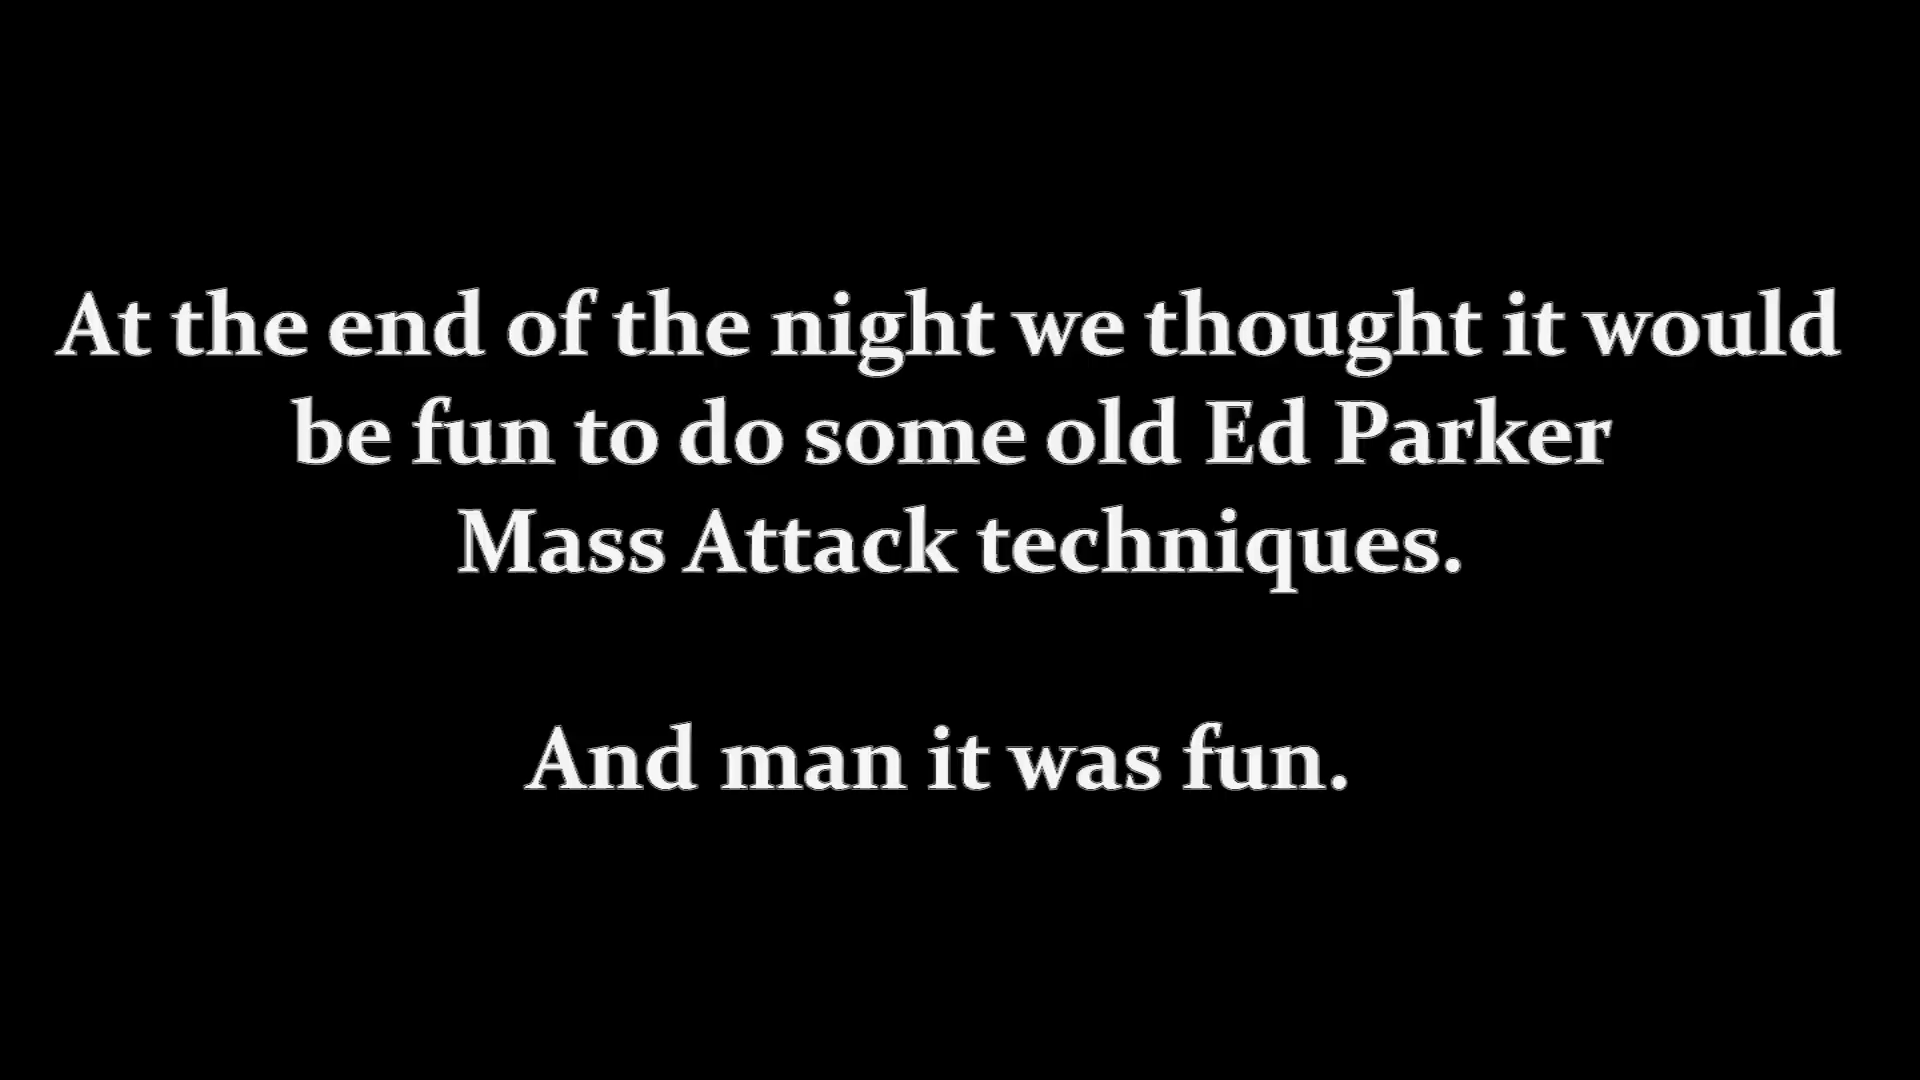 At the end of the night we thought it would
be fun to do some old Ed Parker
Mass Attack techniques.
And man it was fun.